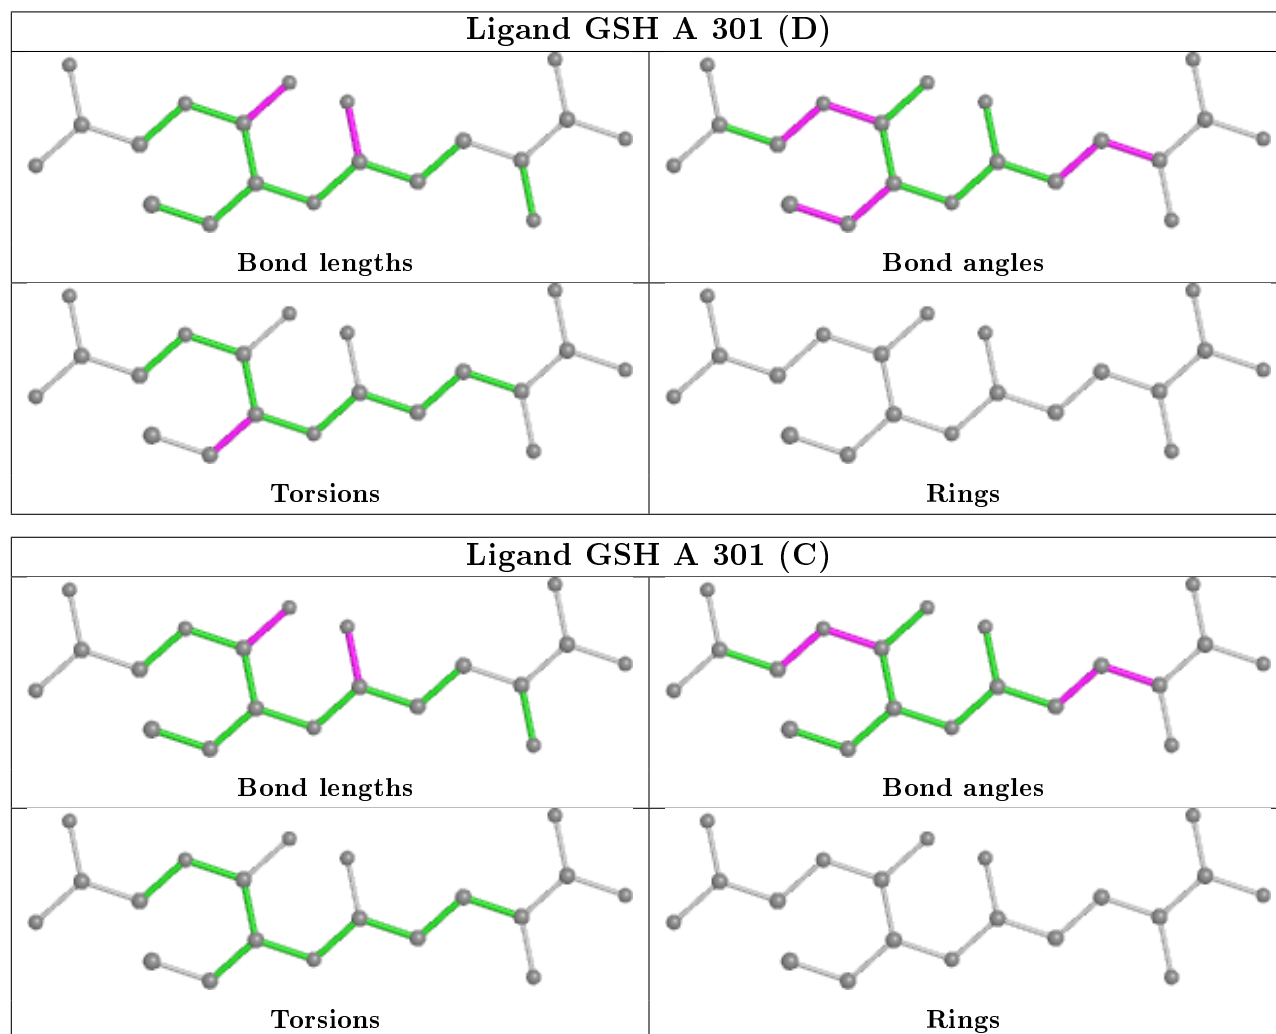 Ligand GSH A 301 (D)
Bond lengths
Bond angles
Torsions
Rings
Ligand GSH A 301 (C)
Bond lengths
Bond angles
Torsions
Rings